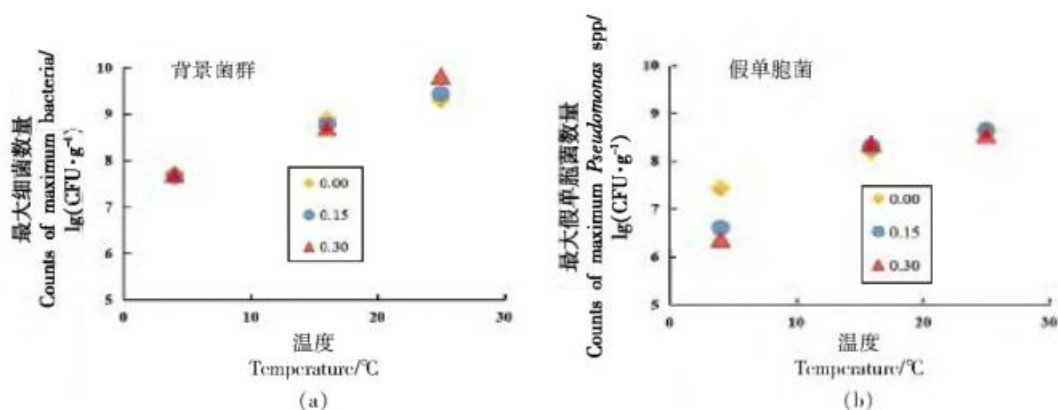 背景菌群
最大细菌数量
Counts of maximum bacteria/
lg(CFU·g⁻¹)
10
9
8
7
6
5
0.00
0.15
0.30
0
10
20
30
温度
Temperature/℃
(a)
假单胞菌
最大假单胞菌数量
Counts of maximum Pseudomonas spp/
lg(CFU·g⁻¹)
10
9
8
7
6
5
0.00
0.15
0.30
0
10
20
30
温度
Temperature/℃
(b)